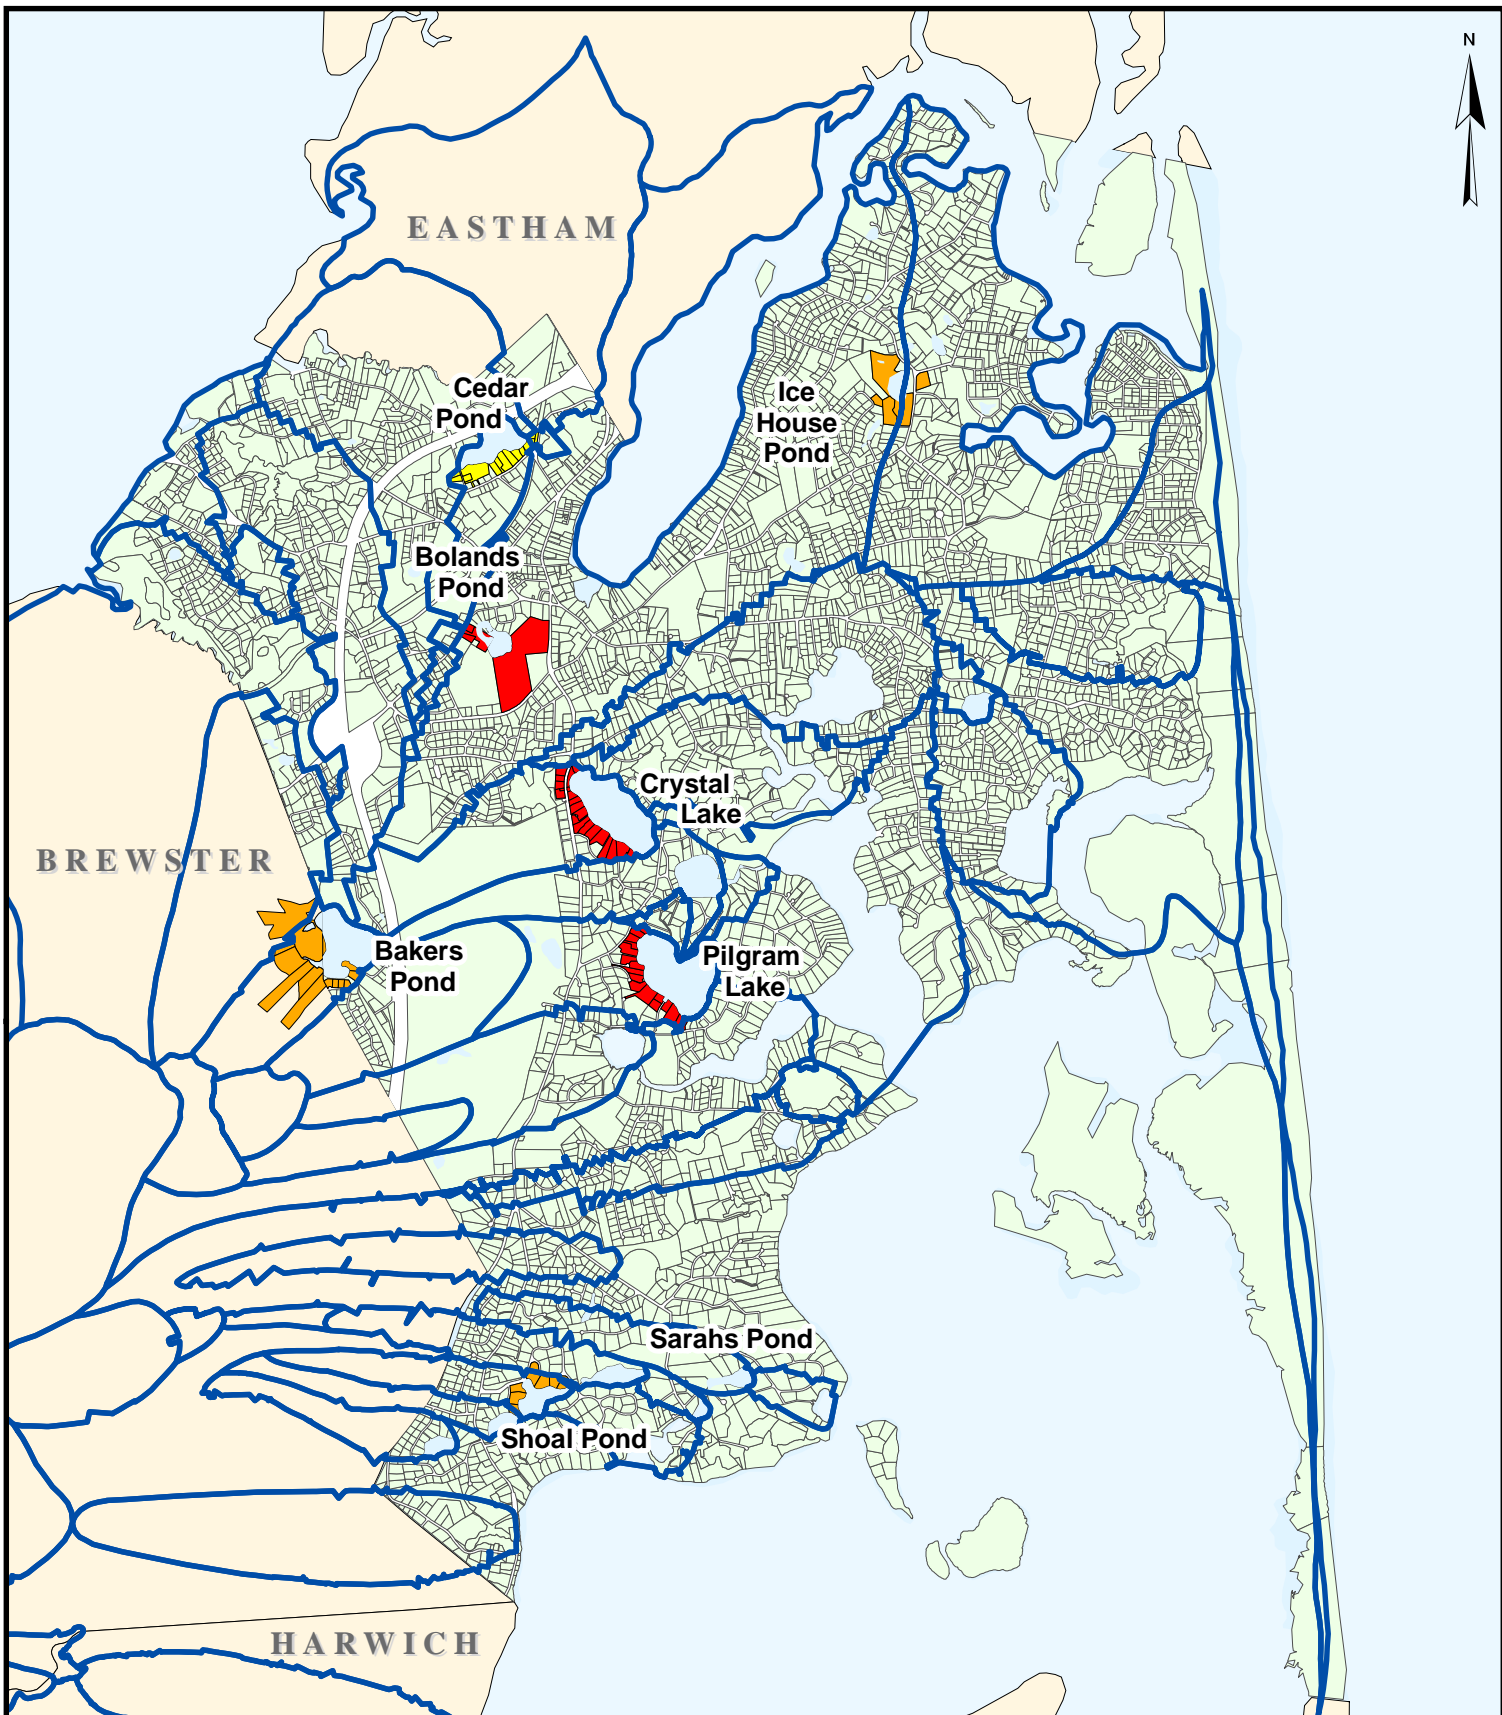 N
EASTHAM
Cedar
Pond
Ice
House
Pond
Bolands
Pond
Crystal
Lake
BREWSTER
Bakers
Pond
Pilgram
Lake
Sarahs Pond
Shoal Pond
HARWICH